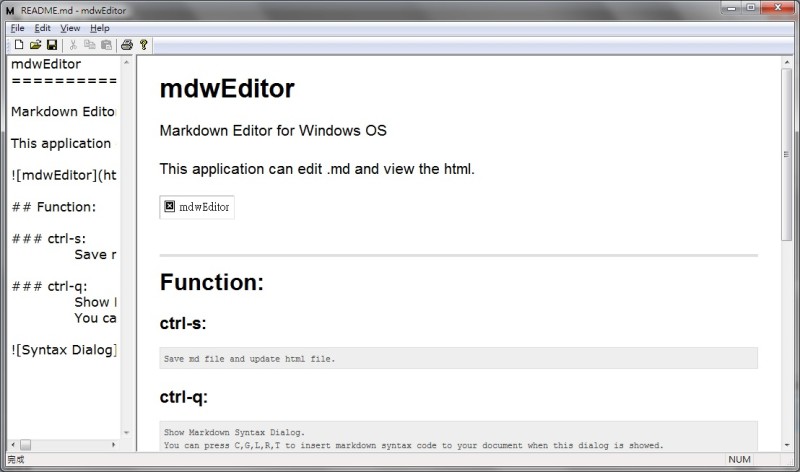 README.md - mdwEditor
File Edit View Help
mdwEditor
============
Markdown Edito
This application
![mdwEditor](ht
## Function:
### ctrl-s:
Save r
### ctrl-q:
Show
You ca
![Syntax Dialog]
mdwEditor
Markdown Editor for Windows OS
This application can edit .md and view the html.
mdwEditor
Function:
ctrl-s:
Save md file and update html file.
ctrl-q:
Show Markdown Syntax Dialog.
You can press C,G,L,R,T to insert markdown syntax code to your document when this dialog is showed.
完成 NUM